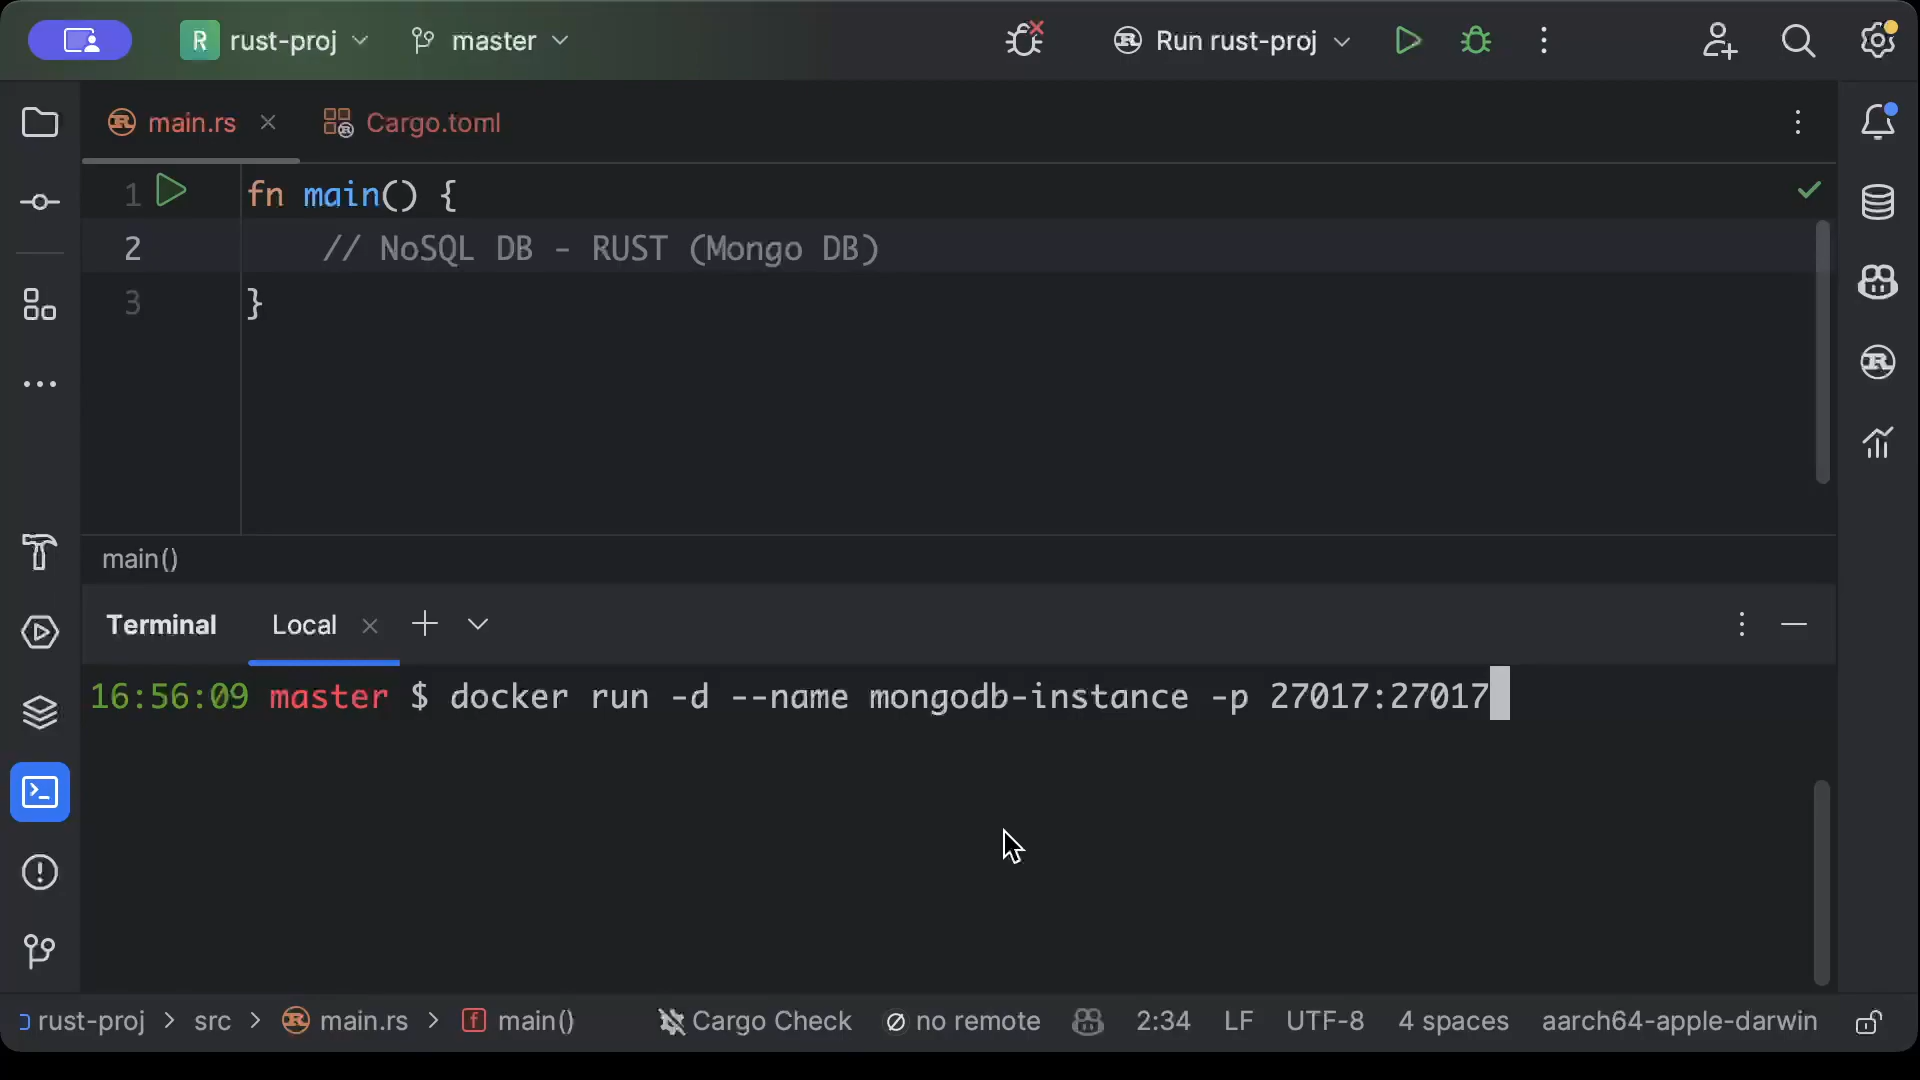 R rust-proj master Run rust-proj
main.rs Cargo.toml
1 fn main() {
2 // NoSQL DB - RUST (Mongo DB)
3 }
main()
Terminal Local
16:56:09 master $ docker run -d --name mongodb-instance -p 27017:27017
rust-proj > src > main.rs > f main() Cargo Check no remote 2:34 LF UTF-8 4 spaces aarch64-apple-darwin